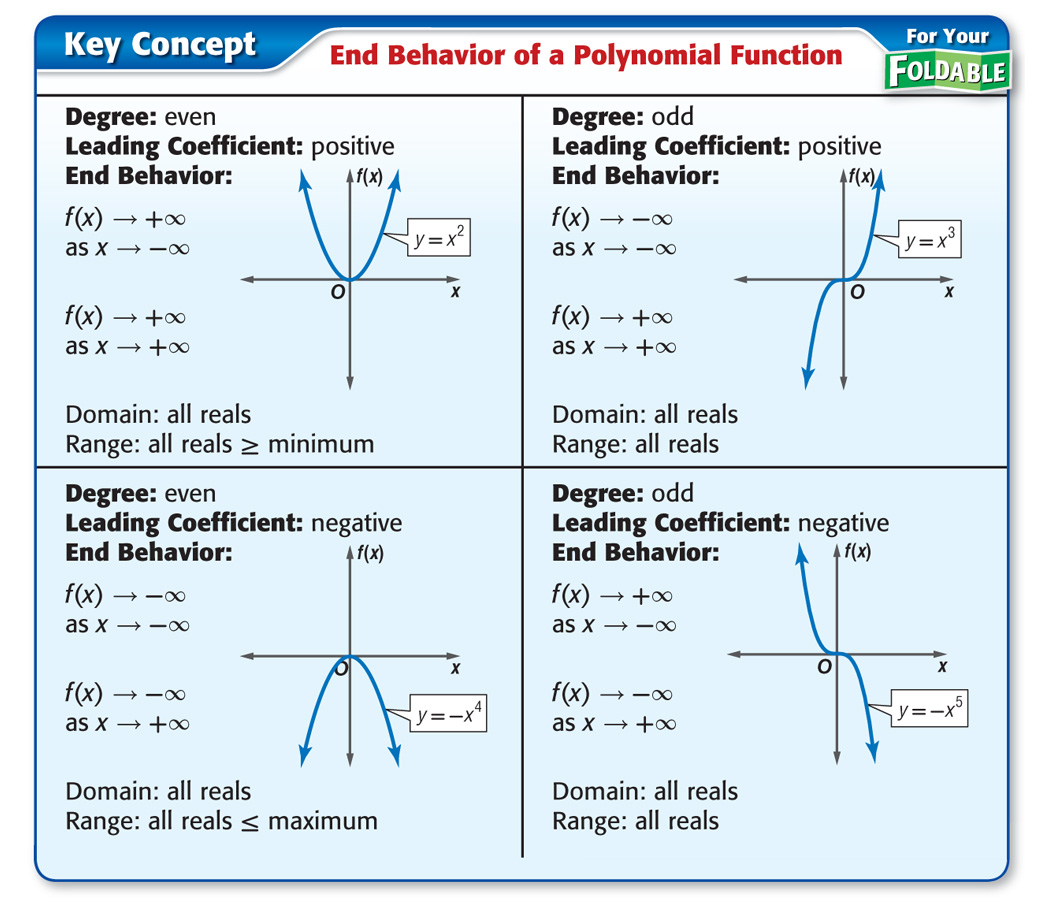 Key Concept
End Behavior of a Polynomial Function
For Your
FOLDABLE
Degree: even
Leading Coefficient: positive
End Behavior:
f(x) → +∞
as x → −∞
f(x) → +∞
as x → +∞
f(x)
y = x²
O
x
Domain: all reals
Range: all reals ≥ minimum
Degree: odd
Leading Coefficient: positive
End Behavior:
f(x) → −∞
as x → −∞
f(x) → +∞
as x → +∞
f(x)
y = x³
O
x
Domain: all reals
Range: all reals
Degree: even
Leading Coefficient: negative
End Behavior:
f(x) → −∞
as x → −∞
f(x) → −∞
as x → +∞
f(x)
O
x
y = −x⁴
Domain: all reals
Range: all reals ≤ maximum
Degree: odd
Leading Coefficient: negative
End Behavior:
f(x) → +∞
as x → −∞
f(x) → −∞
as x → +∞
f(x)
O
x
y = −x⁵
Domain: all reals
Range: all reals